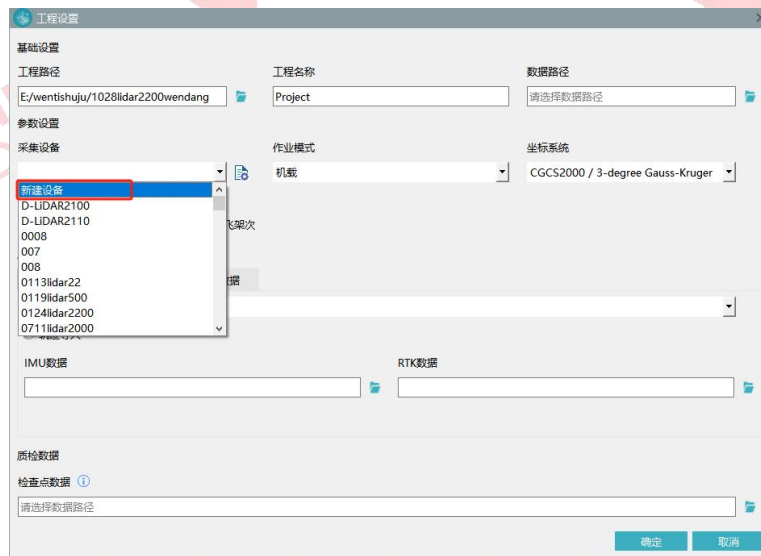 工程设置
基础设置
工程路径 工程名称 数据路径
E:/wentishuju/1028lidar2200wendang Project 请选择数据路径
参数设置
采集设备 作业模式 坐标系统
机载 CGCS2000 / 3-degree Gauss-Kruger
新建设备
D-LiDAR2100
D-LiDAR2110
0008 飞架次
007
008
0113lidar22 据
0119lidar500
0124lidar2200
0711lidar2000
IMU数据 RTK数据
质检数据
检查点数据
请选择数据路径
确定 取消